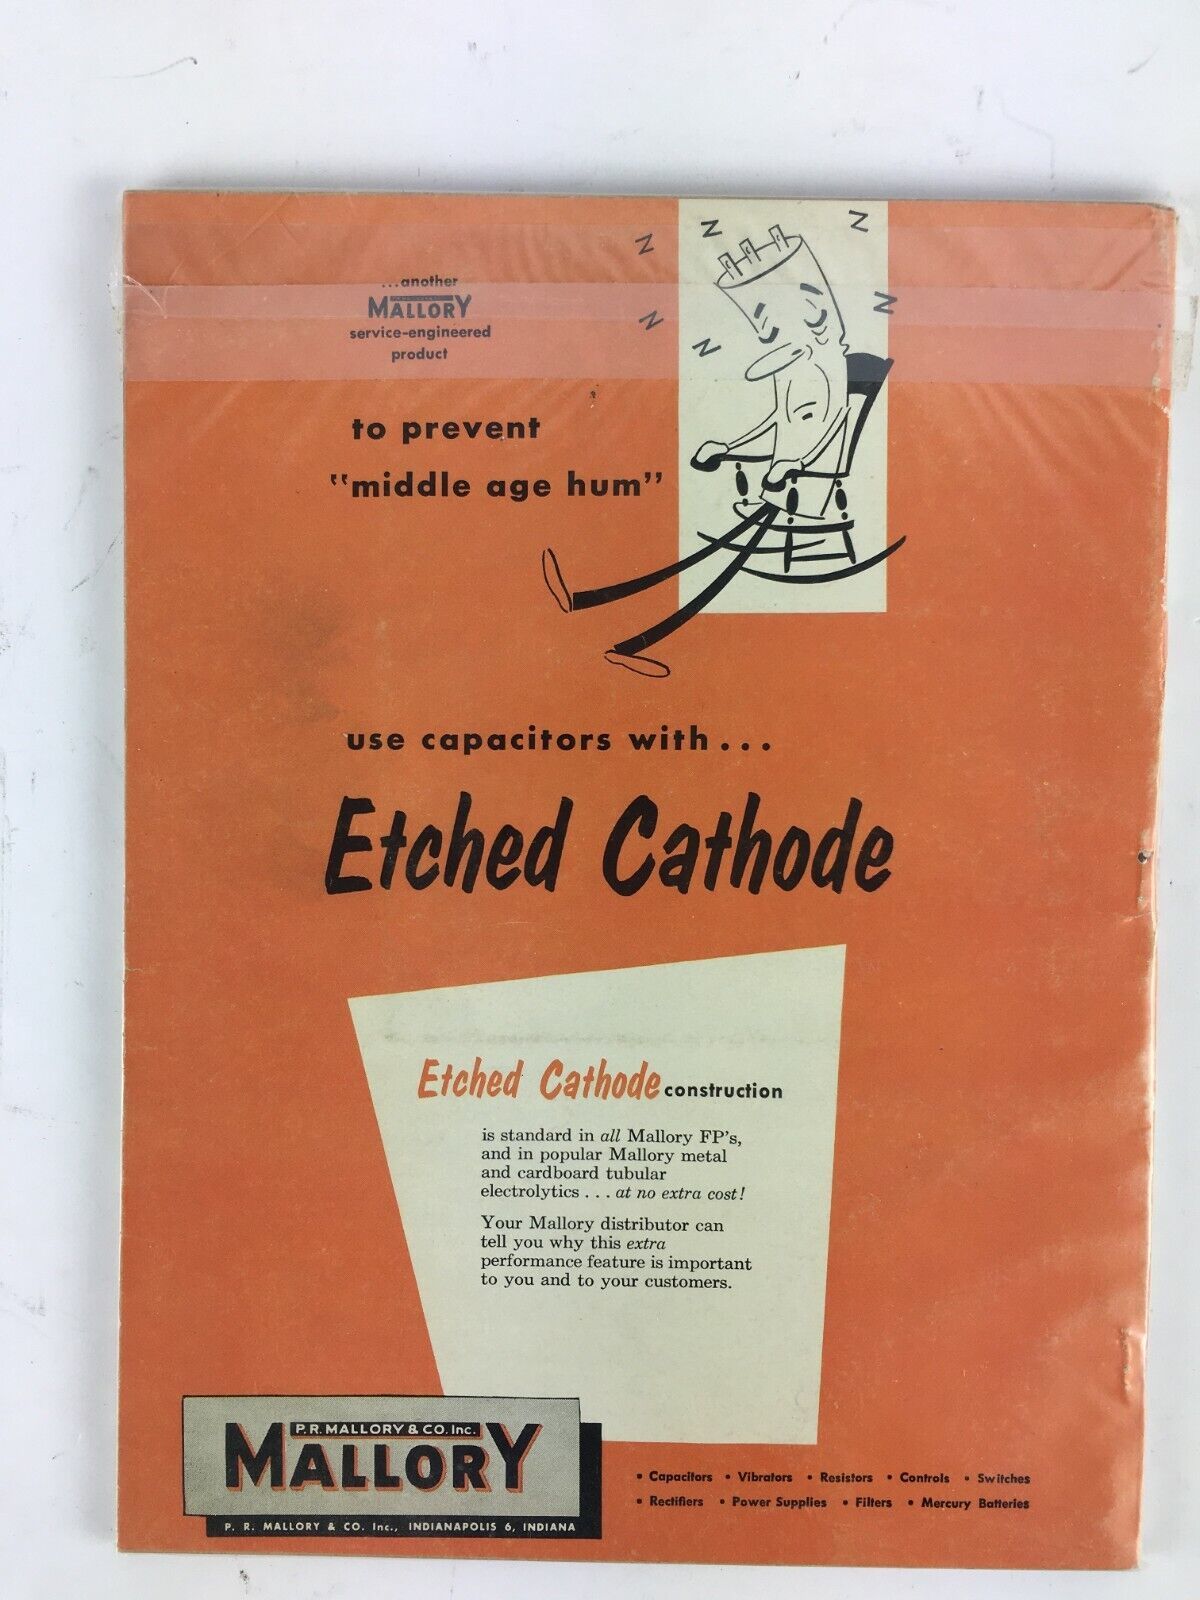 ...another
MALLORY
service-engineered
product
to prevent
"middle age hum"
Z Z Z Z Z Z
use capacitors with...
Etched Cathode
Etched Cathode construction
is standard in all Mallory FP's,
and in popular Mallory metal
and cardboard tubular
electrolytics . . . at no extra cost!
Your Mallory distributor can
tell you why this extra
performance feature is important
to you and to your customers.
P.R. MALLORY & CO. Inc.
MALLORY
P. R. MALLORY & CO. Inc., INDIANAPOLIS 6, INDIANA
• Capacitors • Vibrators • Resistors • Controls • Switches
• Rectifiers • Power Supplies • Filters • Mercury Batteries